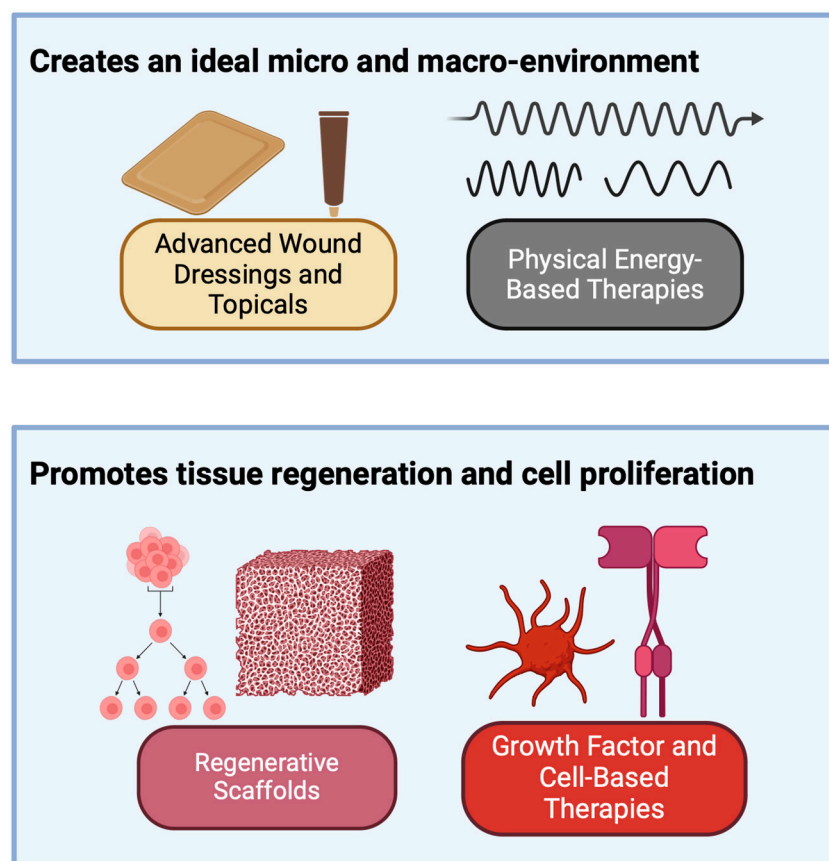 Creates an ideal micro and macro-environment
Advanced Wound
Dressings and
Topicals
Physical Energy-
Based Therapies
Promotes tissue regeneration and cell proliferation
Regenerative
Scaffolds
Growth Factor and
Cell-Based
Therapies